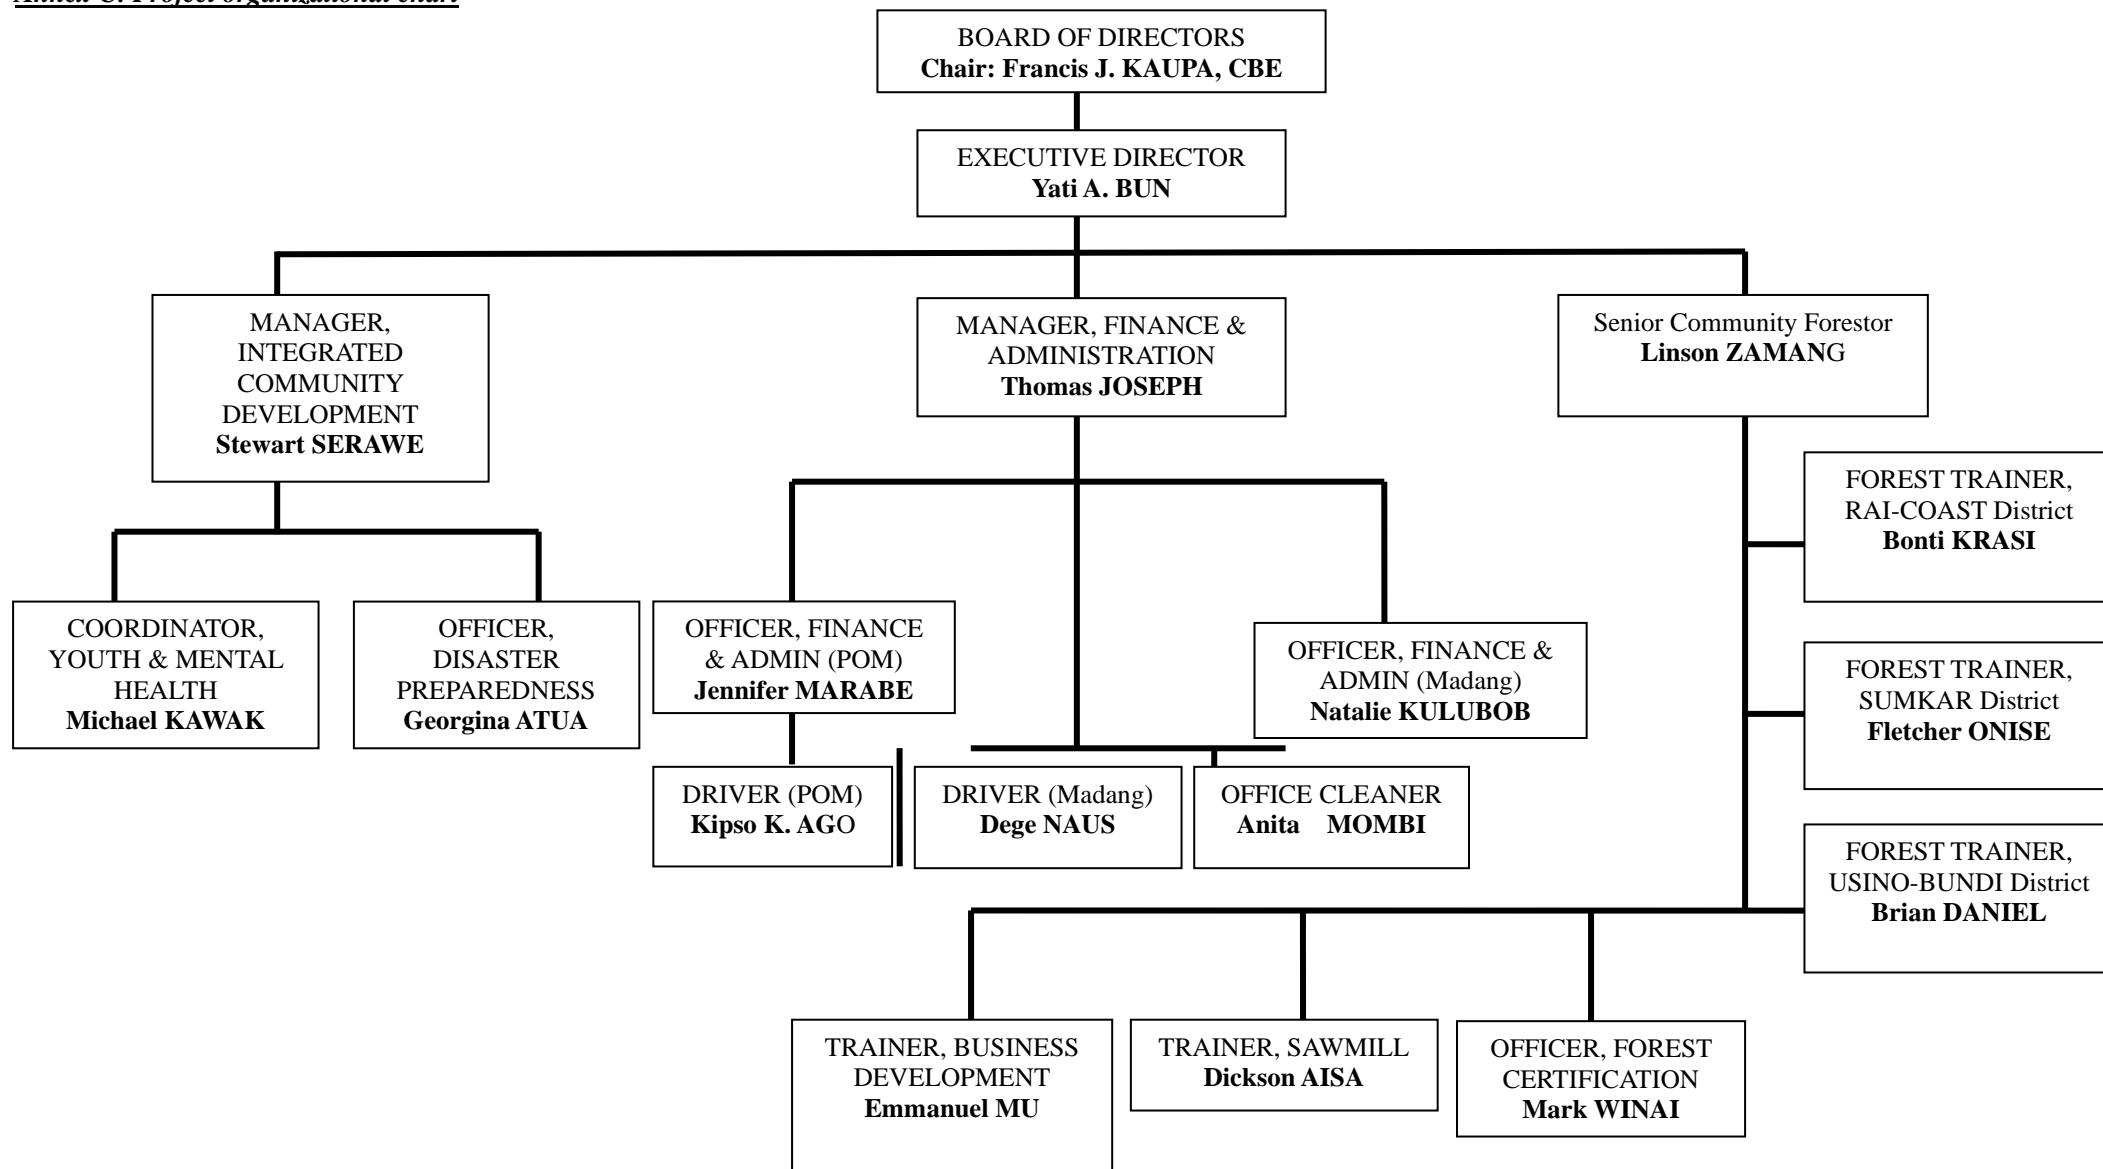 Annex C: Project organizational chart
BOARD OF DIRECTORS
Chair: Francis J. KAUPA, CBE
EXECUTIVE DIRECTOR
Yati A. BUN
MANAGER,
INTEGRATED
COMMUNITY
DEVELOPMENT
Stewart SERAWE
MANAGER, FINANCE &
ADMINISTRATION
Thomas JOSEPH
Senior Community Forestor
Linson ZAMANG
FOREST TRAINER,
RAI-COAST District
Bonti KRASI
COORDINATOR,
YOUTH & MENTAL
HEALTH
Michael KAWAK
OFFICER,
DISASTER
PREPAREDNESS
Georgina ATUA
OFFICER, FINANCE
& ADMIN (POM)
Jennifer MARABE
OFFICER, FINANCE &
ADMIN (Madang)
Natalie KULUBOB
FOREST TRAINER,
SUMKAR District
Fletcher ONISE
DRIVER (POM)
Kipso K. AGO
DRIVER (Madang)
Dege NAUS
OFFICE CLEANER
Anita MOMBI
FOREST TRAINER,
USINO-BUNDI District
Brian DANIEL
TRAINER, BUSINESS
DEVELOPMENT
Emmanuel MU
TRAINER, SAWMILL
Dickson AISA
OFFICER, FOREST
CERTIFICATION
Mark WINAI